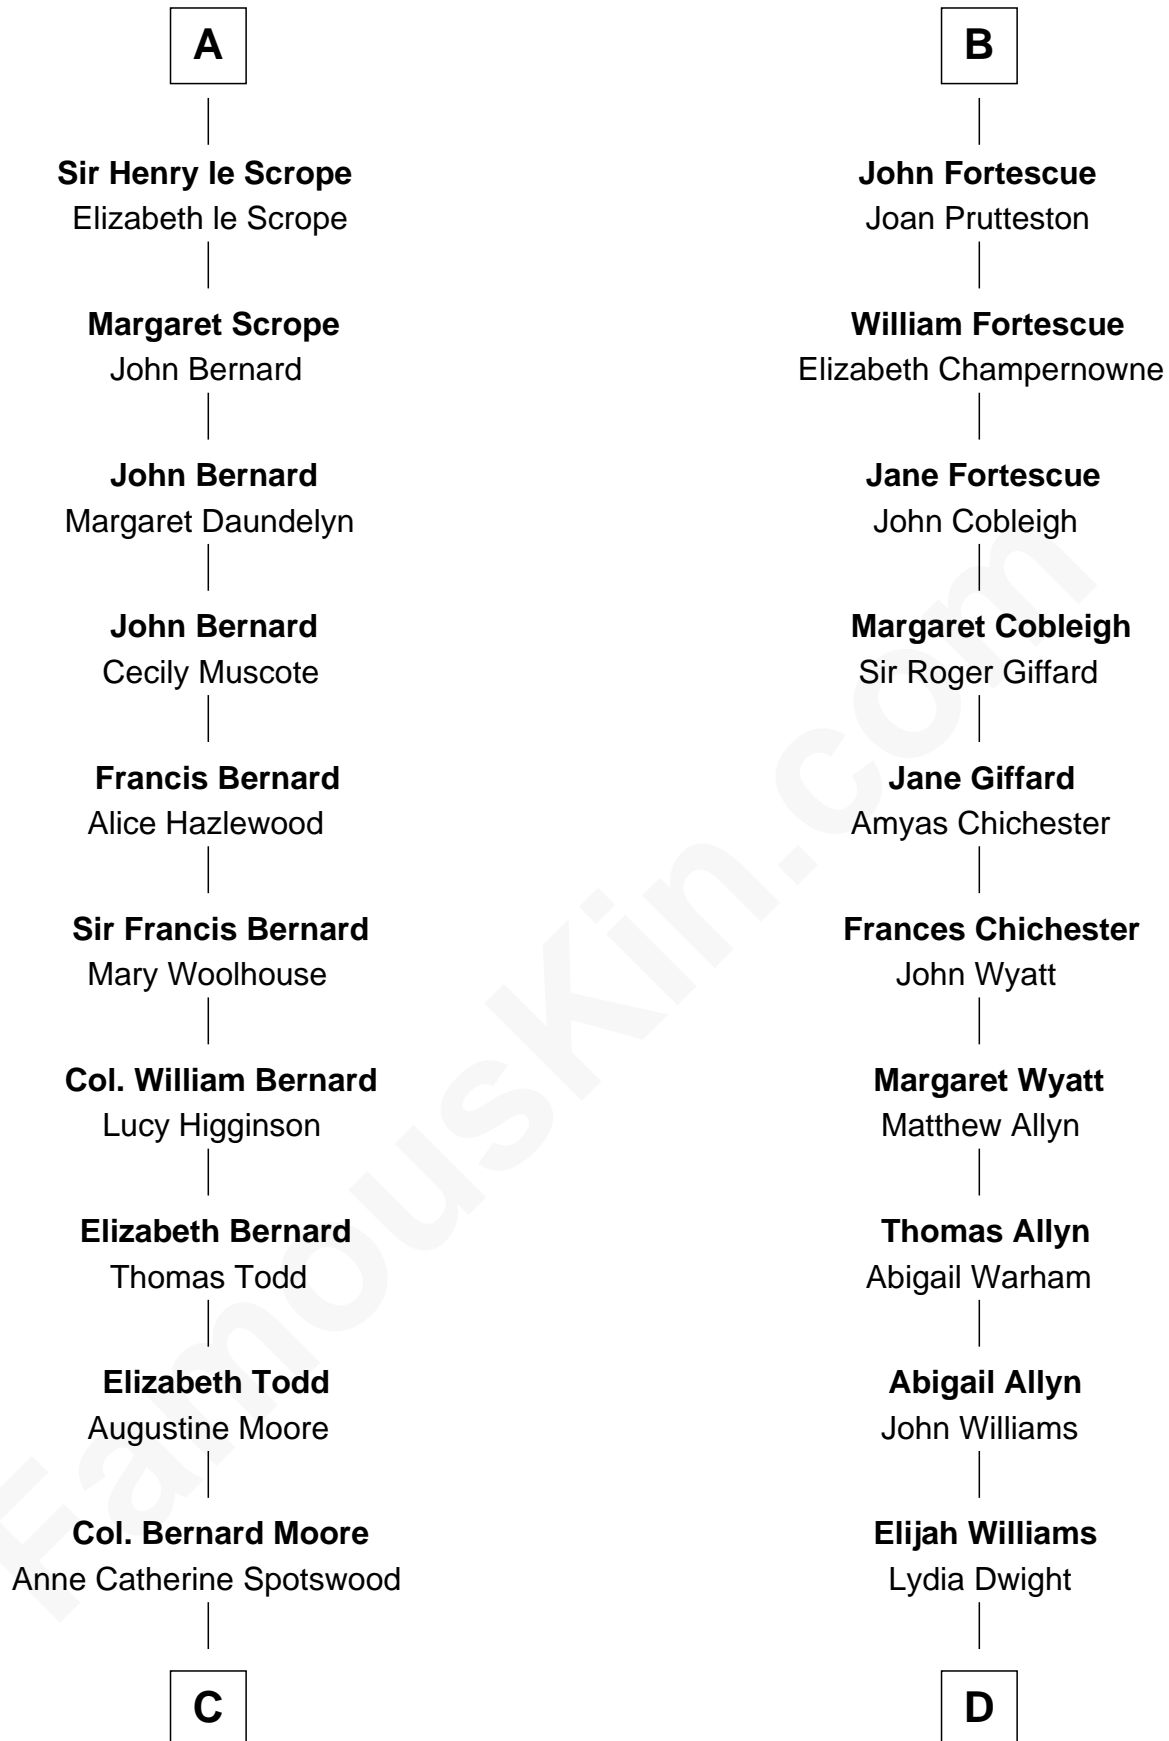 A
Sir Henry le Scrope
Elizabeth le Scrope
Margaret Scrope
John Bernard
John Bernard
Margaret Daundelyn
John Bernard
Cecily Muscote
Francis Bernard
Alice Hazlewood
Sir Francis Bernard
Mary Woolhouse
Col. William Bernard
Lucy Higginson
Elizabeth Bernard
Thomas Todd
Elizabeth Todd
Augustine Moore
Col. Bernard Moore
Anne Catherine Spotswood
C
B
John Fortescue
Joan Prutteston
William Fortescue
Elizabeth Champernowne
Jane Fortescue
John Cobleigh
Margaret Cobleigh
Sir Roger Giffard
Jane Giffard
Amyas Chichester
Frances Chichester
John Wyatt
Margaret Wyatt
Matthew Allyn
Thomas Allyn
Abigail Warham
Abigail Allyn
John Williams
Elijah Williams
Lydia Dwight
D
FamousKin.com